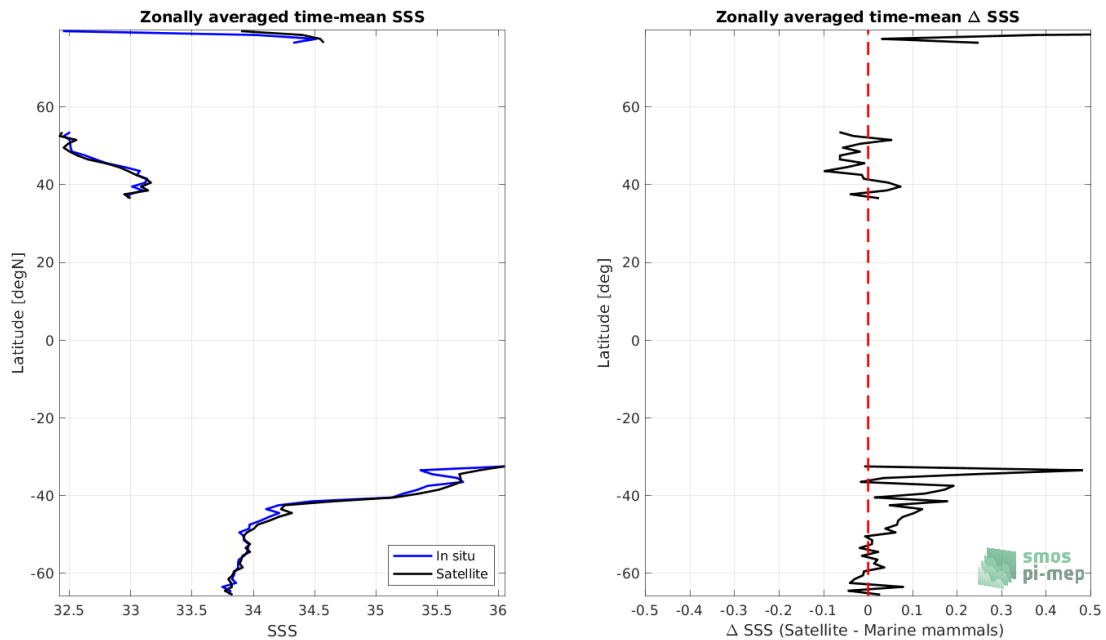 Zonally averaged time-mean SSS
Latitude [degN]
60
40
20
0
-20
-40
-60
32.5 33 33.5 34 34.5 35 35.5 36
SSS
In situ
Satellite
Zonally averaged time-mean Δ SSS
Latitude [deg]
60
40
20
0
-20
-40
-60
-0.5 -0.4 -0.3 -0.2 -0.1 0 0.1 0.2 0.3 0.4 0.5
Δ SSS (Satellite - Marine mammals)
smos
pi-mep